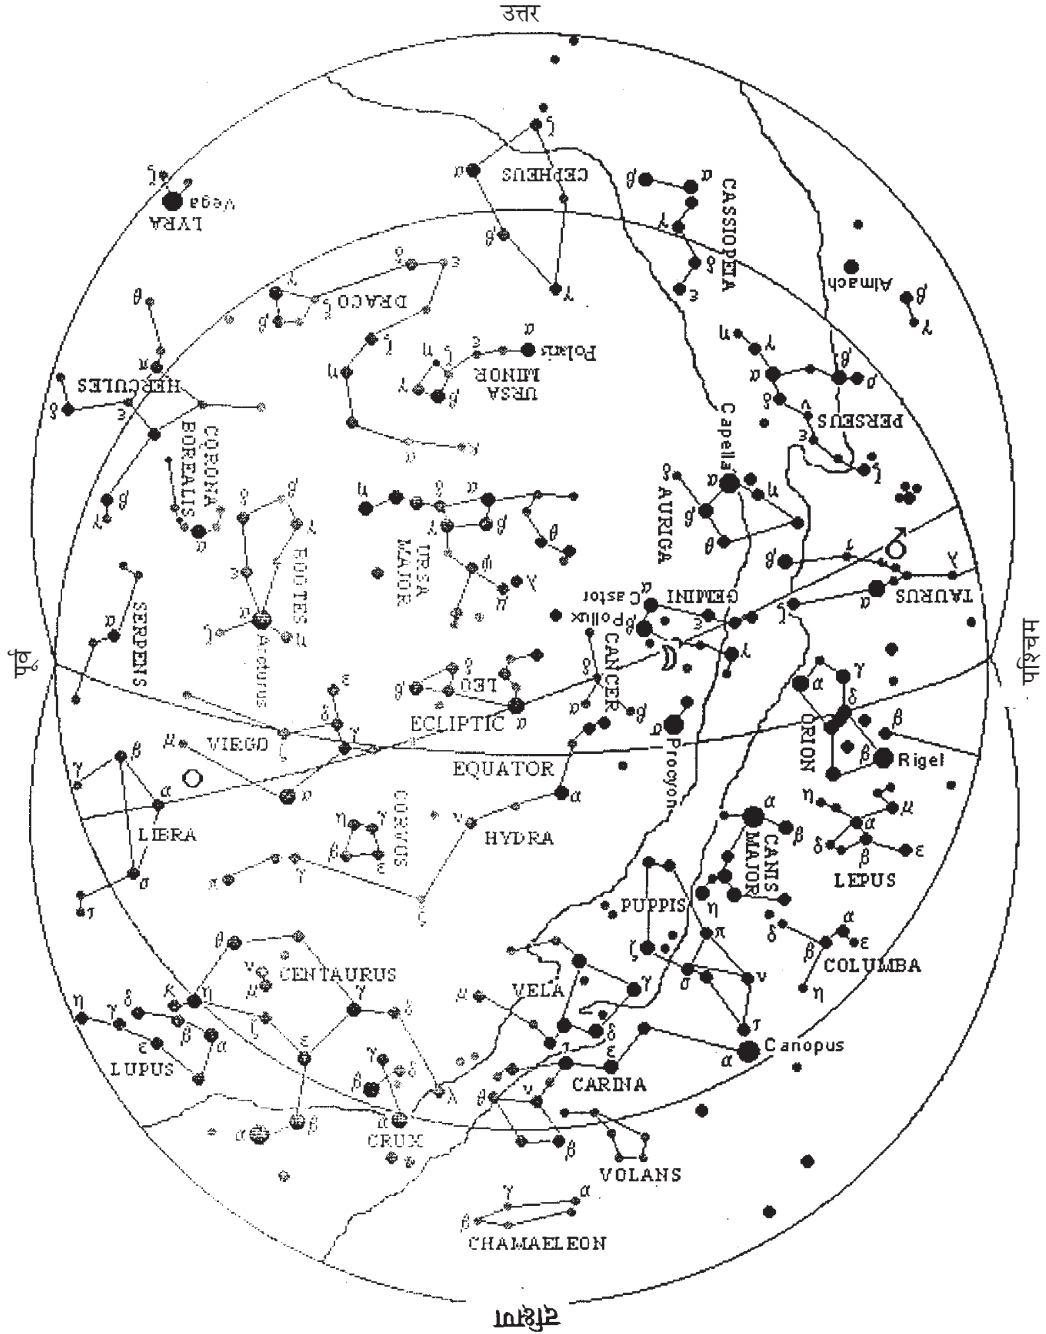 उत्तर
ζ
α
CEPHEUS
β
γ
ζ
Vega
LYRA
β
α
CASSIOPEIA
γ
δ
ε
Almach
β
γ
δ
ε
γ
β
ξ
DRACO
ζ
η
α
κ
θ
π
HERCULES
δ
ε
β
γ
α
Polaris
ε
ζ
η
γ
β
URSA
MINOR
η
γ
α
β
ρ
δ
ν
PERSEUS
ε
ζ
Capella
α
δ
η
β
θ
AURIGA
CORONA
BOREALIS
α
β
δ
γ
ε
BOOTES
α
ζ
η
Arcturus
η
δ
α
γ
β
θ
ψ
λ
μ
URSA
MAJOR
β
τ
λ
α
ζ
TAURUS
α
Castor
GEMINI
Pollux
β
ε
γ
CANCER
δ
α
β
SERPENS
α
पूर्व
पश्चिम
δ
β
LEO
α
ECLIPTIC
ε
δ
γ
VIRGO
ζ
μ
α
EQUATOR
α
Procyon
α
γ
δ
β
β
ORION
Rigel
β
γ
α
LIBRA
σ
τ
CORVUS
η
γ
β
ε
ν
HYDRA
α
π
γ
ζ
α
β
CANIS
MAJOR
η
η
μ
α
δ
β
ε
LEPUS
PUPPIS
π
ζ
σ
ν
τ
α
δ
β
ε
COLUMBA
η
θ
ν
CENTAURUS
μ
κ
η
ζ
γ
δ
ε
μ
VELA
γ
δ
η
γ
δ
β
α
ε
LUPUS
γ
δ
β
α
CRUX
λ
α
β
ι
ε
CARINA
Canopus
α
θ
ν
β
VOLANS
γ
α
β
CHAMAELEON
दक्षिण